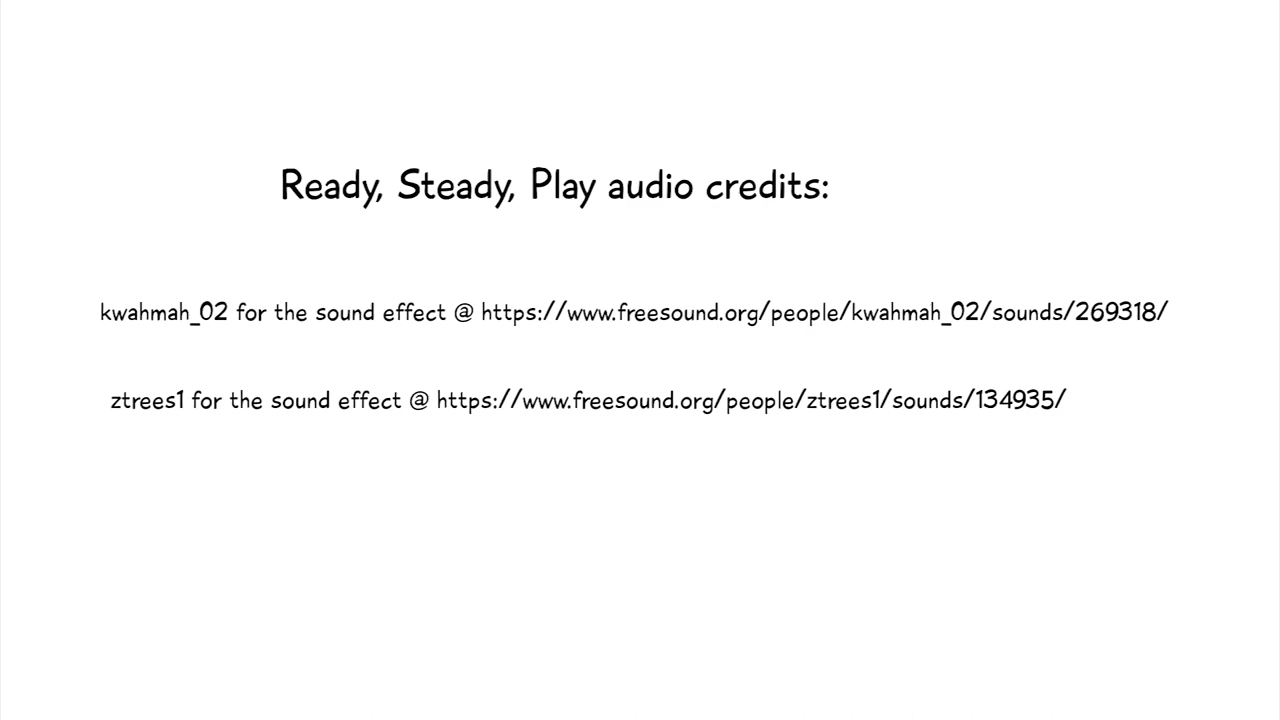 Ready, Steady, Play audio credits:
kwahmah_02 for the sound effect @ https://www.freesound.org/people/kwahmah_02/sounds/269318/
ztrees1 for the sound effect @ https://www.freesound.org/people/ztrees1/sounds/134935/